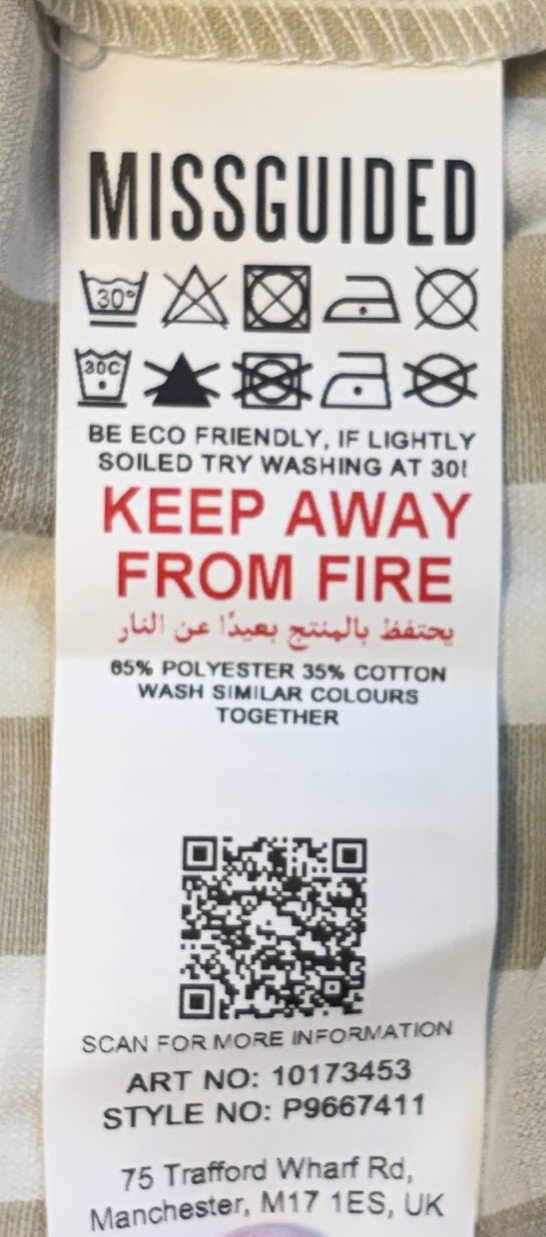 MISSGUIDED
30°
30C
BE ECO FRIENDLY, IF LIGHTLY
SOILED TRY WASHING AT 30!
KEEP AWAY
FROM FIRE
يحتفظ بالمنتج بعيدًا عن النار
65% POLYESTER 35% COTTON
WASH SIMILAR COLOURS
TOGETHER
SCAN FOR MORE INFORMATION
ART NO: 10173453
STYLE NO: P9667411
75 Trafford Wharf Rd,
Manchester, M17 1ES, UK